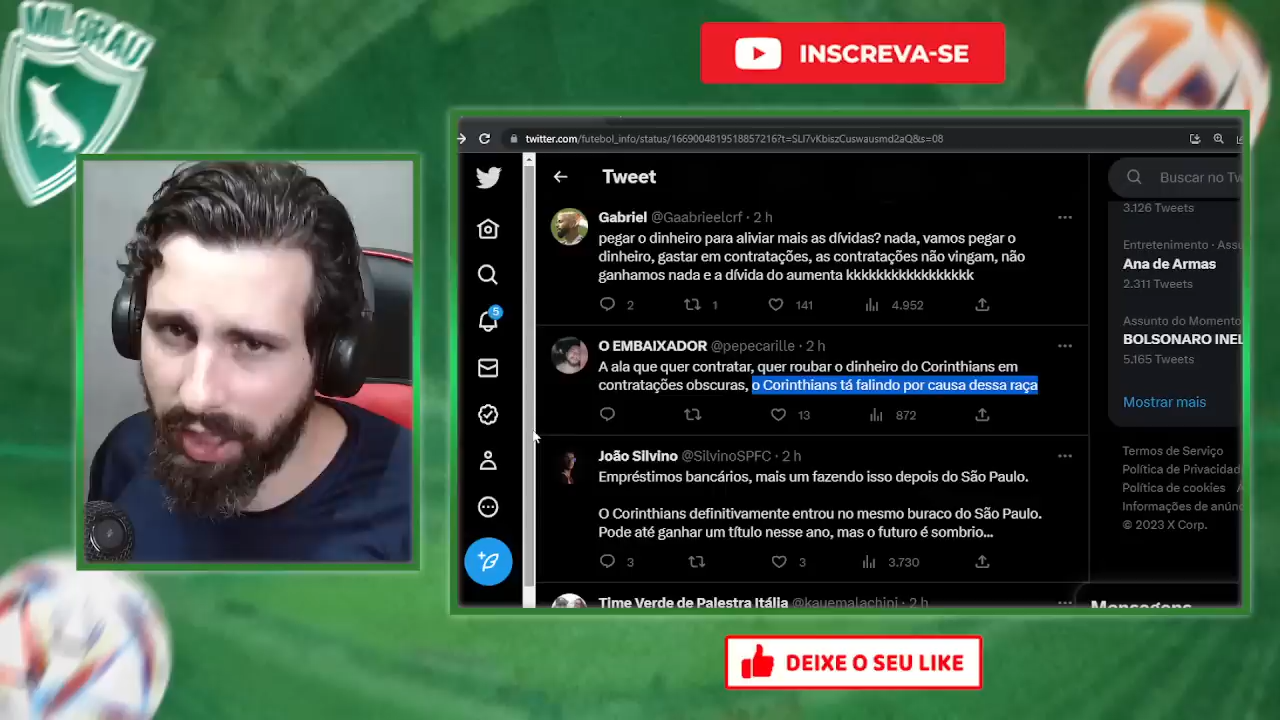 MIL GRAU
INSCREVA-SE
twitter.com/futebol_info/status/1669004819518857216?t=SLI7vKbiszCuswausmd2aQ&s=08
Tweet
Buscar no Tw
Gabriel @Gaabrieelcrf · 2 h
pegar o dinheiro para aliviar mais as dívidas? nada, vamos pegar o
dinheiro, gastar em contratações, as contratações não vingam, não
ganhamos nada e a dívida do aumenta kkkkkkkkkkkkkkkkk
2 1 141 4.952
O EMBAIXADOR @pepecarille · 2 h
A ala que quer contratar, quer roubar o dinheiro do Corinthians em
contratações obscuras, o Corinthians tá falindo por causa dessa raça
13 872
João Silvino @SilvinoSPFC · 2 h
Empréstimos bancários, mais um fazendo isso depois do São Paulo.
O Corinthians definitivamente entrou no mesmo buraco do São Paulo.
Pode até ganhar um título nesse ano, mas o futuro é sombrio...
3 3 3.730
Time Verde de Palestra Itália @kauemalachini · 2 h
5
3.126 Tweets
Entretenimento · Assu
Ana de Armas
2.311 Tweets
Assunto do Momento
BOLSONARO INEL
5.165 Tweets
Mostrar mais
Termos de Serviço
Política de Privacidad
Política de cookies
Informações de anún
© 2023 X Corp.
Mensagens
DEIXE O SEU LIKE